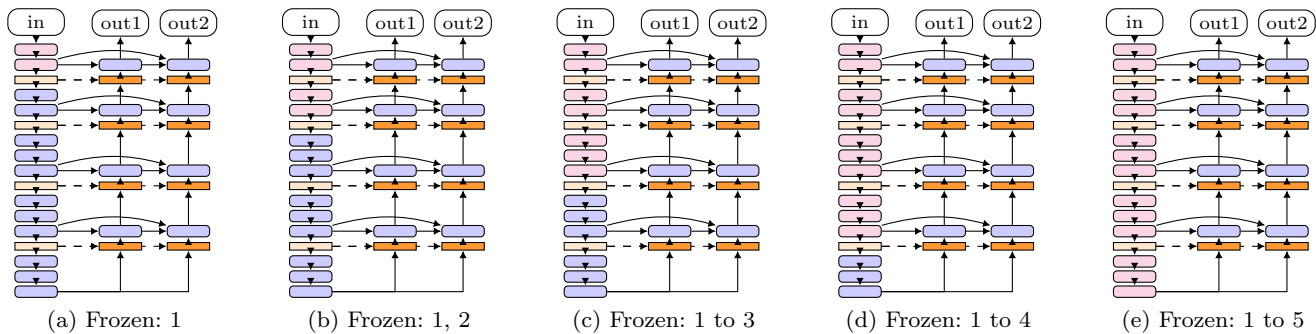 in out1 out2 in out1 out2 in out1 out2 in out1 out2 in out1 out2
(a) Frozen: 1 (b) Frozen: 1, 2 (c) Frozen: 1 to 3 (d) Frozen: 1 to 4 (e) Frozen: 1 to 5